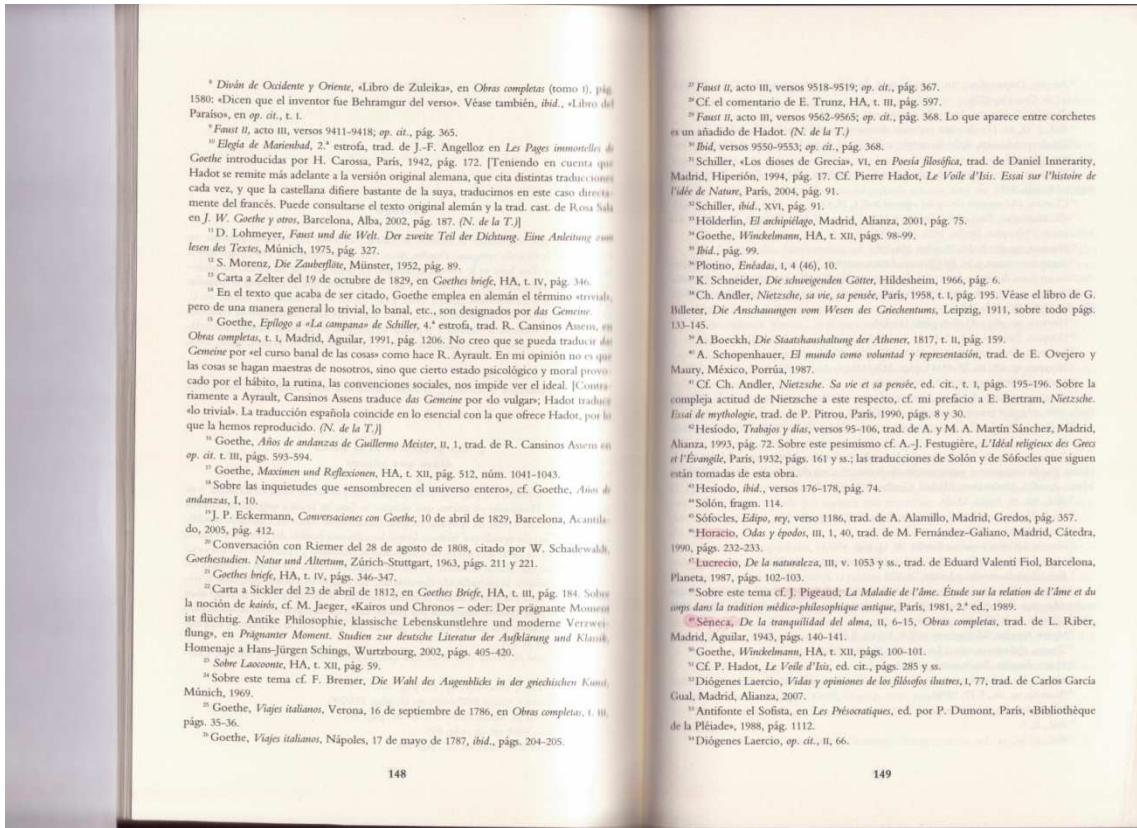 ⁸ Diván de Occidente y Oriente, «Libro de Zuleika», en Obras completas (tomo I), pág.
1580: «Dicen que el inventor fue Behramgur del verso». Véase también, ibid., «Libro del
Paraíso», en op. cit., t. I.
⁹ Faust II, acto III, versos 9411-9418; op. cit., pág. 365.
¹⁰ Elegía de Marienbad, 2.ª estrofa, trad. de J.-F. Angelloz en Les Pages immortelles de
Goethe introducidas por H. Carossa, París, 1942, pág. 172. [Teniendo en cuenta que
Hadot se remite más adelante a la versión original alemana, que cita distintas traducciones
cada vez, y que la castellana difiere bastante de la suya, traducimos en este caso directa-
mente del francés. Puede consultarse el texto original alemán y la trad. cast. de Rosa Sala
en J. W. Goethe y otros, Barcelona, Alba, 2002, pág. 187. (N. de la T.)]
¹¹ D. Lohmeyer, Faust und die Welt. Der zweite Teil der Dichtung. Eine Anleitung zum
lesen des Textes, Múnich, 1975, pág. 327.
¹² S. Morenz, Die Zauberflöte, Münster, 1952, pág. 89.
¹³ Carta a Zelter del 19 de octubre de 1829, en Goethes briefe, HA, t. IV, pág. 346.
¹⁴ En el texto que acaba de ser citado, Goethe emplea en alemán el término «trivial»,
pero de una manera general lo trivial, lo banal, etc., son designados por das Gemeine.
¹⁵ Goethe, Epílogo a «La campana» de Schiller, 4.ª estrofa, trad. R. Cansinos Assens, en
Obras completas, t. I, Madrid, Aguilar, 1991, pág. 1206. No creo que se pueda traducir das
Gemeine por «el curso banal de las cosas» como hace R. Ayrault. En mi opinión no es que
las cosas se hagan maestras de nosotros, sino que cierto estado psicológico y moral provo-
cado por el hábito, la rutina, las convenciones sociales, nos impide ver el ideal. [Contra-
riamente a Ayrault, Cansinos Assens traduce das Gemeine por «lo vulgar»; Hadot traduce
«lo trivial». La traducción española coincide en lo esencial con la que ofrece Hadot, por lo
que la hemos reproducido. (N. de la T.)]
¹⁶ Goethe, Años de andanzas de Guillermo Meister, II, 1, trad. de R. Cansinos Assens en
op. cit. t. III, págs. 593-594.
¹⁷ Goethe, Maximen und Reflexionen, HA, t. XII, pág. 512, núm. 1041-1043.
¹⁸ Sobre las inquietudes que «ensombrecen el universo entero», cf. Goethe, Años de
andanzas, I, 10.
¹⁹ J. P. Eckermann, Conversaciones con Goethe, 10 de abril de 1829, Barcelona, Acantila-
do, 2005, pág. 412.
²⁰ Conversación con Riemer del 28 de agosto de 1808, citado por W. Schadewaldt,
Goethestudien. Natur und Altertum, Zúrich-Stuttgart, 1963, págs. 211 y 221.
²¹ Goethes briefe, HA, t. IV, págs. 346-347.
²² Carta a Sickler del 23 de abril de 1812, en Goethes Briefe, HA, t. III, pág. 184. Sobre
la noción de kairós, cf. M. Jaeger, «Kairos und Chronos – oder: Der prägnante Moment
ist flüchtig. Antike Philosophie, klassische Lebenskunstlehre und moderne Verzwei-
flung», en Prägnanter Moment. Studien zur deutsche Literatur der Aufklärung und Klassik,
Homenaje a Hans-Jürgen Schings, Wurtzbourg, 2002, págs. 405-420.
²³ Sobre Laocoonte, HA, t. XII, pág. 59.
²⁴ Sobre este tema cf. F. Bremer, Die Wahl des Augenblicks in der griechischen Kunst,
Múnich, 1969.
²⁵ Goethe, Viajes italianos, Verona, 16 de septiembre de 1786, en Obras completas, t. III,
págs. 35-36.
²⁶ Goethe, Viajes italianos, Nápoles, 17 de mayo de 1787, ibid., págs. 204-205.
148
²⁷ Faust II, acto III, versos 9518-9519; op. cit., pág. 367.
²⁸ Cf. el comentario de E. Trunz, HA, t. III, pág. 597.
²⁹ Faust II, acto III, versos 9562-9565; op. cit., pág. 368. Lo que aparece entre corchetes
es un añadido de Hadot. (N. de la T.)
³⁰ Ibid, versos 9550-9553; op. cit., pág. 368.
³¹ Schiller, «Los dioses de Grecia», VI, en Poesía filosófica, trad. de Daniel Innerarity,
Madrid, Hiperión, 1994, pág. 17. Cf. Pierre Hadot, Le Voile d'Isis. Essai sur l'histoire de
l'idée de Nature, París, 2004, pág. 91.
³² Schiller, ibid., XVI, pág. 91.
³³ Hölderlin, El archipiélago, Madrid, Alianza, 2001, pág. 75.
³⁴ Goethe, Winckelmann, HA, t. XII, págs. 98-99.
³⁵ Ibid., pág. 99.
³⁶ Plotino, Enéadas, I, 4 (46), 10.
³⁷ K. Schneider, Die schweigenden Götter, Hildesheim, 1966, pág. 6.
³⁸ Ch. Andler, Nietzsche, sa vie, sa pensée, París, 1958, t. I, pág. 195. Véase el libro de G.
Billeter, Die Anschauungen vom Wesen des Griechentums, Leipzig, 1911, sobre todo págs.
133-145.
³⁹ A. Boeckh, Die Staatshaushaltung der Athener, 1817, t. II, pág. 159.
⁴⁰ A. Schopenhauer, El mundo como voluntad y representación, trad. de E. Ovejero y
Maury, México, Porrúa, 1987.
⁴¹ Cf. Ch. Andler, Nietzsche. Sa vie et sa pensée, ed. cit., t. I, págs. 195-196. Sobre la
compleja actitud de Nietzsche a este respecto, cf. mi prefacio a E. Bertram, Nietzsche.
Essai de mythologie, trad. de P. Pitrou, París, 1990, págs. 8 y 30.
⁴² Hesíodo, Trabajos y días, versos 95-106, trad. de A. y M. A. Martín Sánchez, Madrid,
Alianza, 1993, pág. 72. Sobre este pesimismo cf. A.-J. Festugière, L'Idéal religieux des Grecs
et l'Évangile, París, 1932, págs. 161 y ss.; las traducciones de Solón y de Sófocles que siguen
están tomadas de esta obra.
⁴³ Hesíodo, ibid., versos 176-178, pág. 74.
⁴⁴ Solón, fragm. 114.
⁴⁵ Sófocles, Edipo, rey, verso 1186, trad. de A. Alamillo, Madrid, Gredos, pág. 357.
⁴⁶ Horacio, Odas y épodos, III, 1, 40, trad. de M. Fernández-Galiano, Madrid, Cátedra,
1990, págs. 232-233.
⁴⁷ Lucrecio, De la naturaleza, III, v. 1053 y ss., trad. de Eduard Valentí Fiol, Barcelona,
Planeta, 1987, págs. 102-103.
⁴⁸ Sobre este tema cf. J. Pigeaud, La Maladie de l'âme. Étude sur la relation de l'âme et du
corps dans la tradition médico-philosophique antique, París, 1981, 2.ª ed., 1989.
⁴⁹ Séneca, De la tranquilidad del alma, II, 6-15, Obras completas, trad. de L. Riber,
Madrid, Aguilar, 1943, págs. 140-141.
⁵⁰ Goethe, Winckelmann, HA, t. XII, págs. 100-101.
⁵¹ Cf. P. Hadot, Le Voile d'Isis, ed. cit., págs. 285 y ss.
⁵² Diógenes Laercio, Vidas y opiniones de los filósofos ilustres, I, 77, trad. de Carlos García
Gual, Madrid, Alianza, 2007.
⁵³ Antifonte el Sofista, en Les Présocratiques, ed. por P. Dumont, París, «Bibliothèque
de la Pléiade», 1988, pág. 1112.
⁵⁴ Diógenes Laercio, op. cit., II, 66.
149